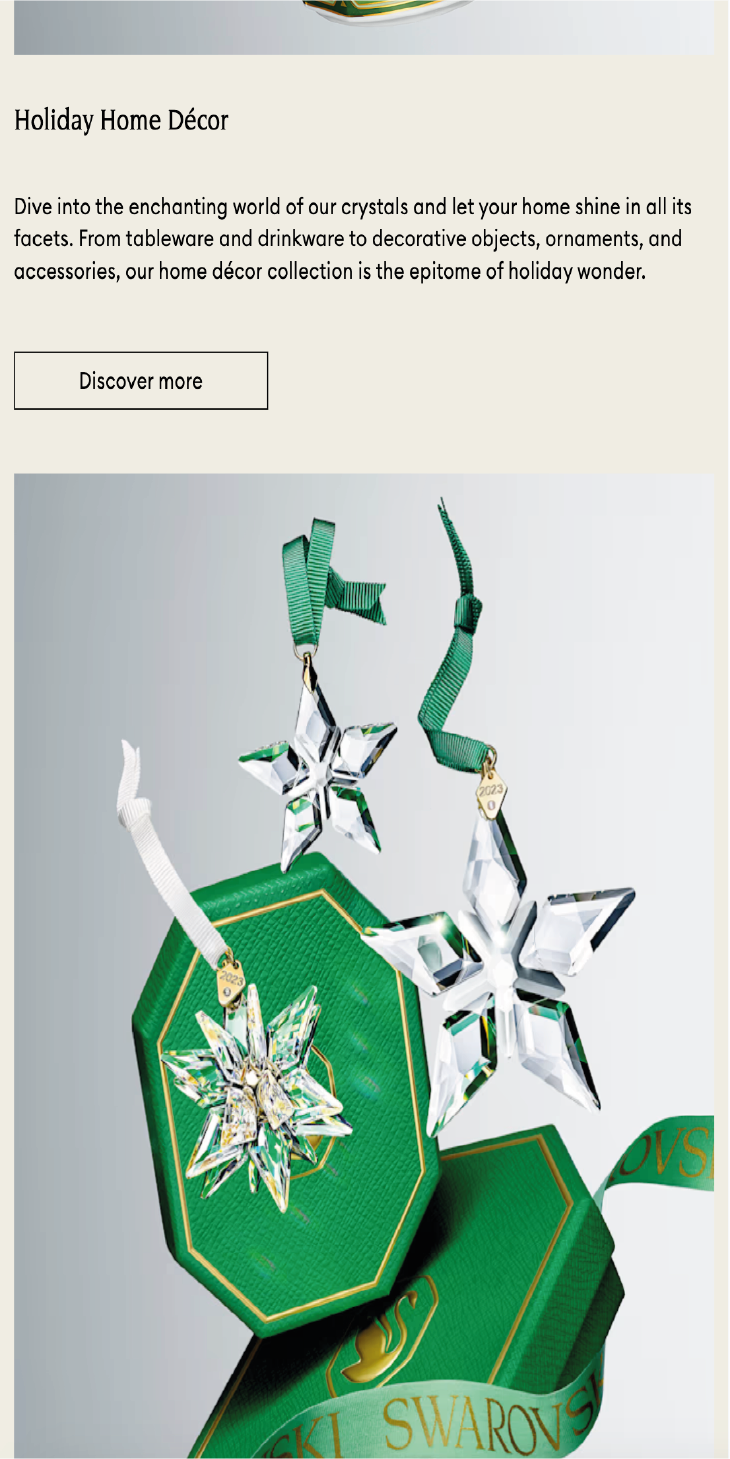 Holiday Home Décor
Dive into the enchanting world of our crystals and let your home shine in all its
facets. From tableware and drinkware to decorative objects, ornaments, and
accessories, our home décor collection is the epitome of holiday wonder.
Discover more
2023
2023
OVS
SKI SWAROVS